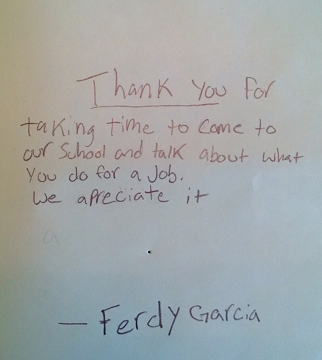 Thank you for
taking time to come to
our School and talk about what
You do for a Job.
We apreciate it
— Ferdy Garcia